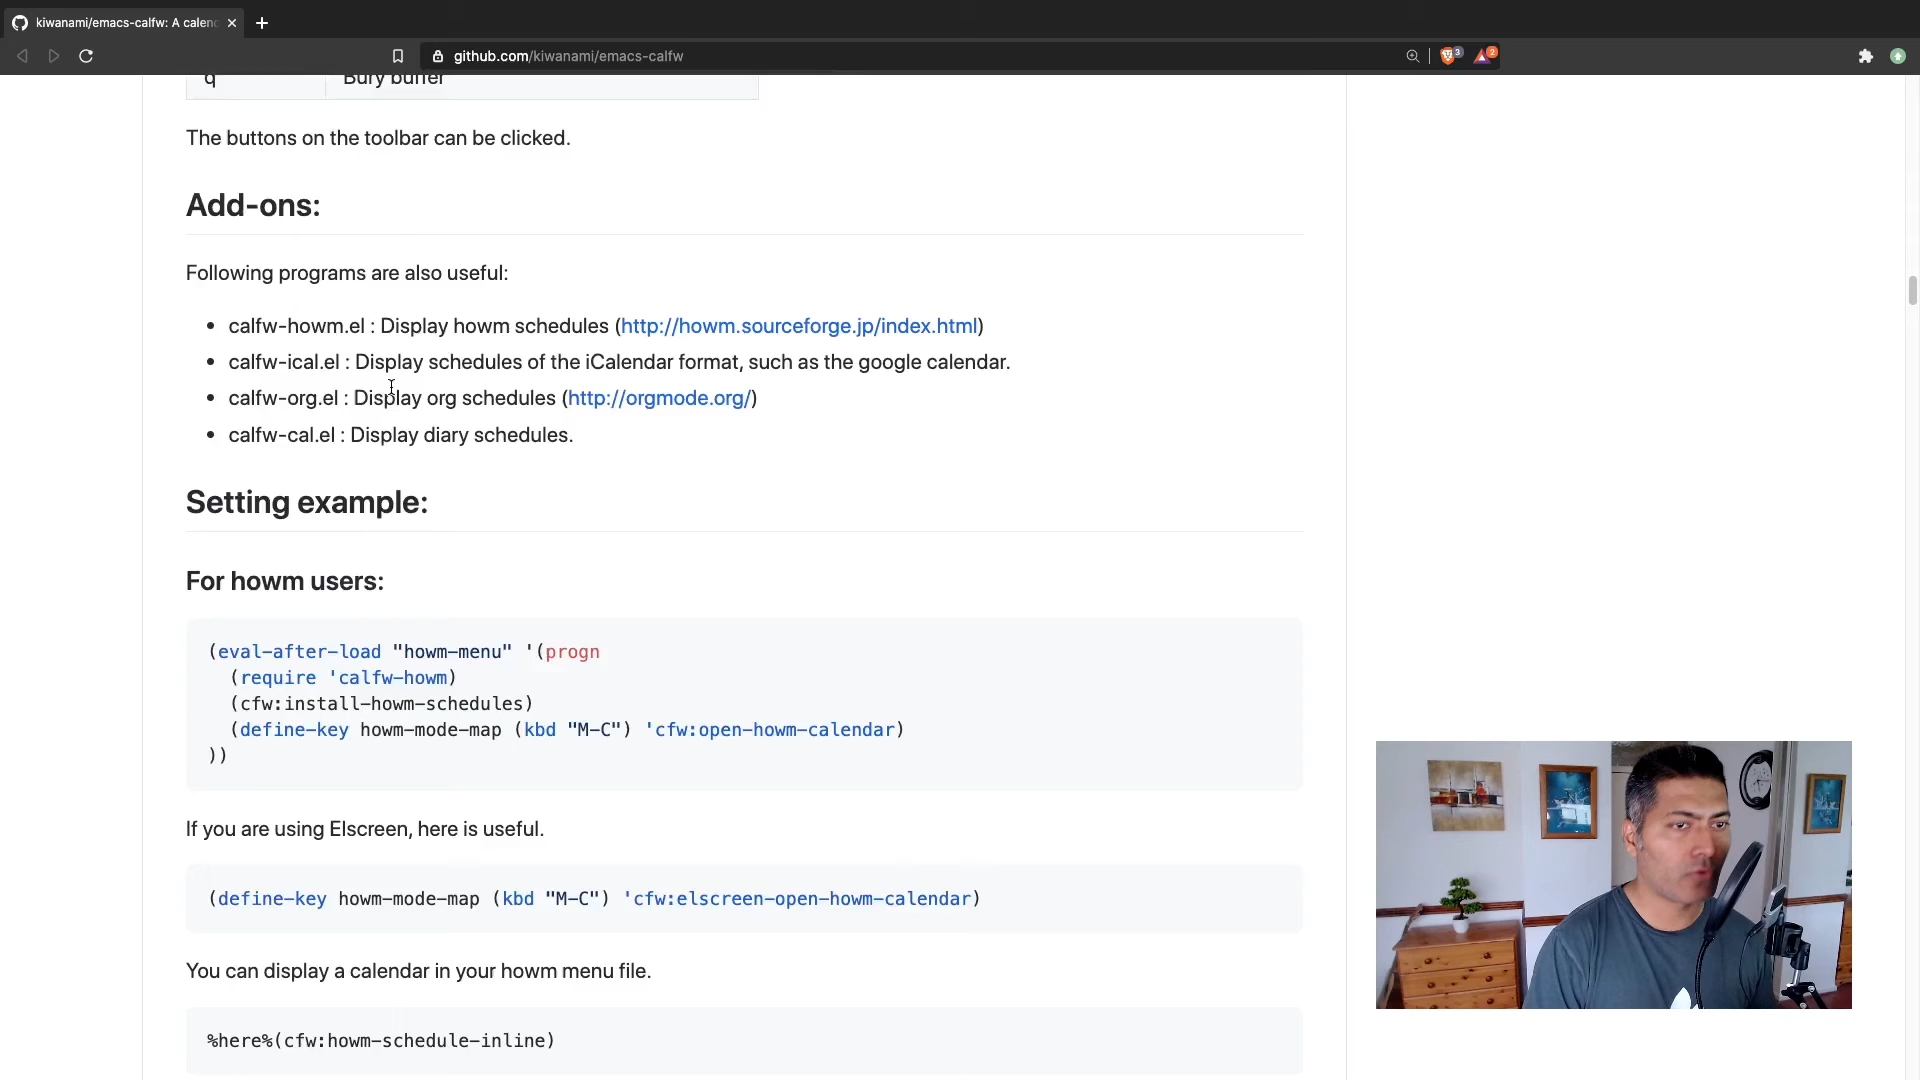 kiwanami/emacs-calfw: A calen
github.com/kiwanami/emacs-calfw
3
2
q Bury buffer
The buttons on the toolbar can be clicked.
Add-ons:
Following programs are also useful:
calfw-howm.el : Display howm schedules (http://howm.sourceforge.jp/index.html)
calfw-ical.el : Display schedules of the iCalendar format, such as the google calendar.
calfw-org.el : Display org schedules (http://orgmode.org/)
calfw-cal.el : Display diary schedules.
Setting example:
For howm users:
(eval-after-load "howm-menu" '(progn
  (require 'calfw-howm)
  (cfw:install-howm-schedules)
  (define-key howm-mode-map (kbd "M-C") 'cfw:open-howm-calendar)
))
If you are using Elscreen, here is useful.
(define-key howm-mode-map (kbd "M-C") 'cfw:elscreen-open-howm-calendar)
You can display a calendar in your howm menu file.
%here%(cfw:howm-schedule-inline)